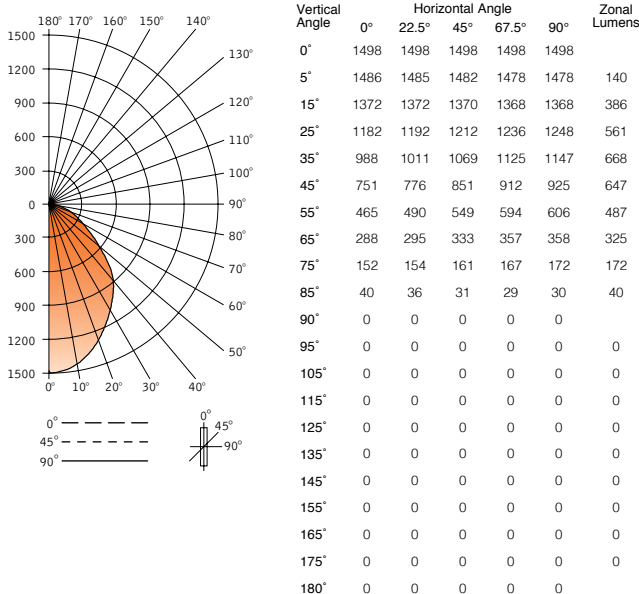 180° 170° 160° 150° 140°
130°
120°
110°
100°
90°
80°
70°
60°
50°
0° 10° 20° 30° 40°
1500
1200
900
600
300
0
300
600
900
1200
1500
0°
45°
90°
0°
45°
90°
Vertical Angle Horizontal Angle Zonal Lumens
0° 22.5° 45° 67.5° 90°
0° 1498 1498 1498 1498 1498
5° 1486 1485 1482 1478 1478 140
15° 1372 1372 1370 1368 1368 386
25° 1182 1192 1212 1236 1248 561
35° 988 1011 1069 1125 1147 668
45° 751 776 851 912 925 647
55° 465 490 549 594 606 487
65° 288 295 333 357 358 325
75° 152 154 161 167 172 172
85° 40 36 31 29 30 40
90° 0 0 0 0 0
95° 0 0 0 0 0 0
105° 0 0 0 0 0 0
115° 0 0 0 0 0 0
125° 0 0 0 0 0 0
135° 0 0 0 0 0 0
145° 0 0 0 0 0 0
155° 0 0 0 0 0 0
165° 0 0 0 0 0 0
175° 0 0 0 0 0 0
180° 0 0 0 0 0